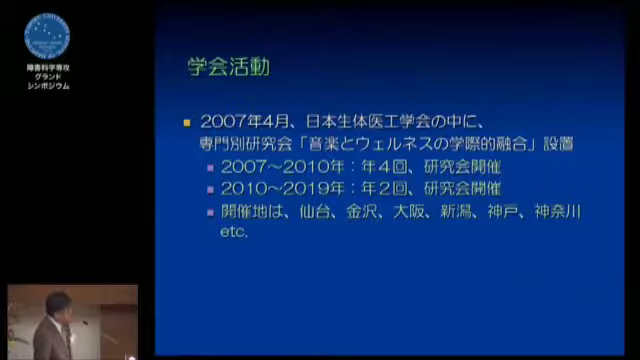 障害科学専攻
グランド
シンポジウム
学会活動
2007年4月、日本生体医工学会の中に、
専門別研究会「音楽とウェルネスの学際的融合」設置
2007～2010年：年４回、研究会開催
2010～2019年：年２回、研究会開催
開催地は、仙台、金沢、大阪、新潟、神戸、神奈川
etc.